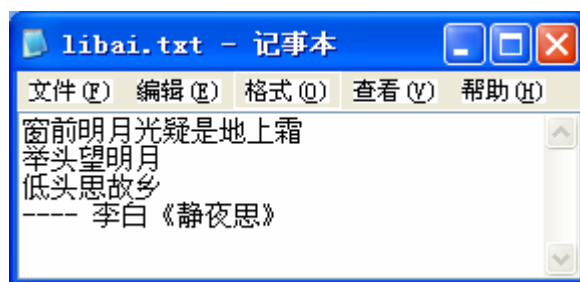 libai.txt - 记事本
文件(F) 编辑(E) 格式(O) 查看(V) 帮助(H)
窗前明月光疑是地上霜
举头望明月
低头思故乡
---- 李白《静夜思》